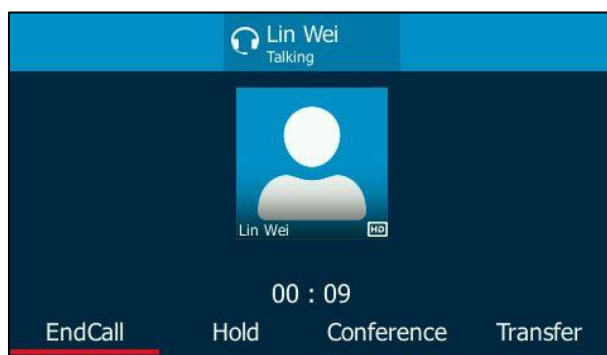 Lin Wei
Talking
Lin Wei HD
00 : 09
EndCall Hold Conference Transfer